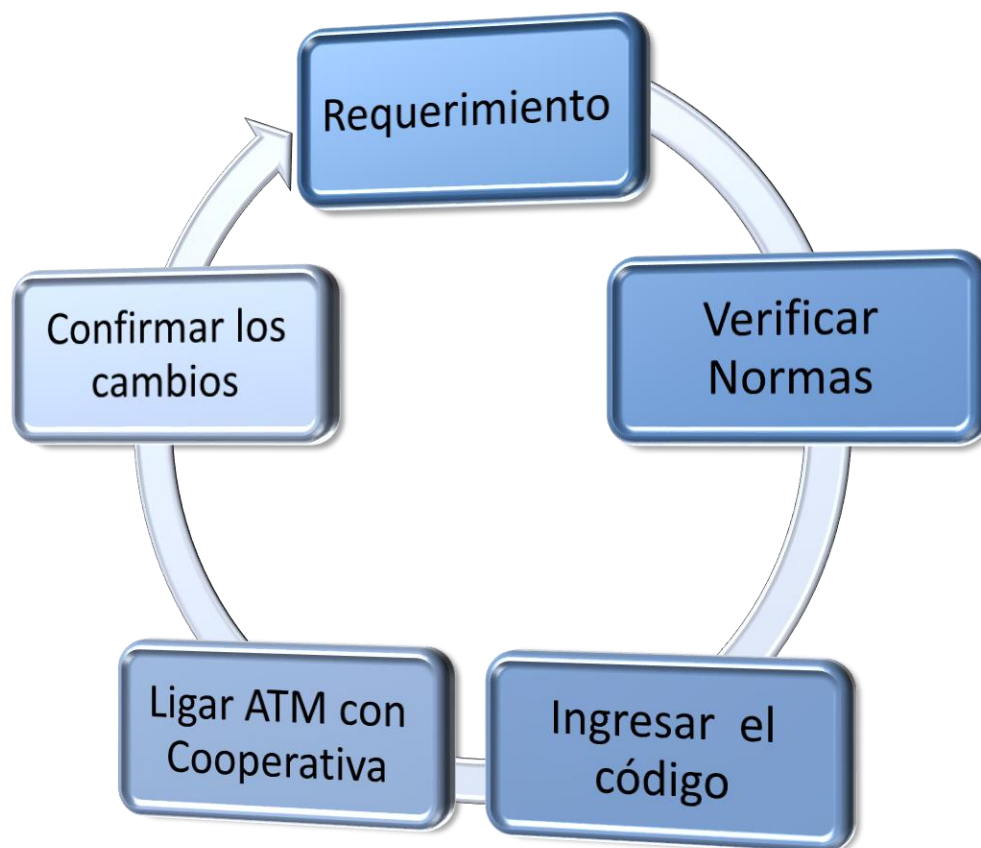 Requerimiento
Verificar
Normas
Ingresar el
código
Ligar ATM con
Cooperativa
Confirmar los
cambios